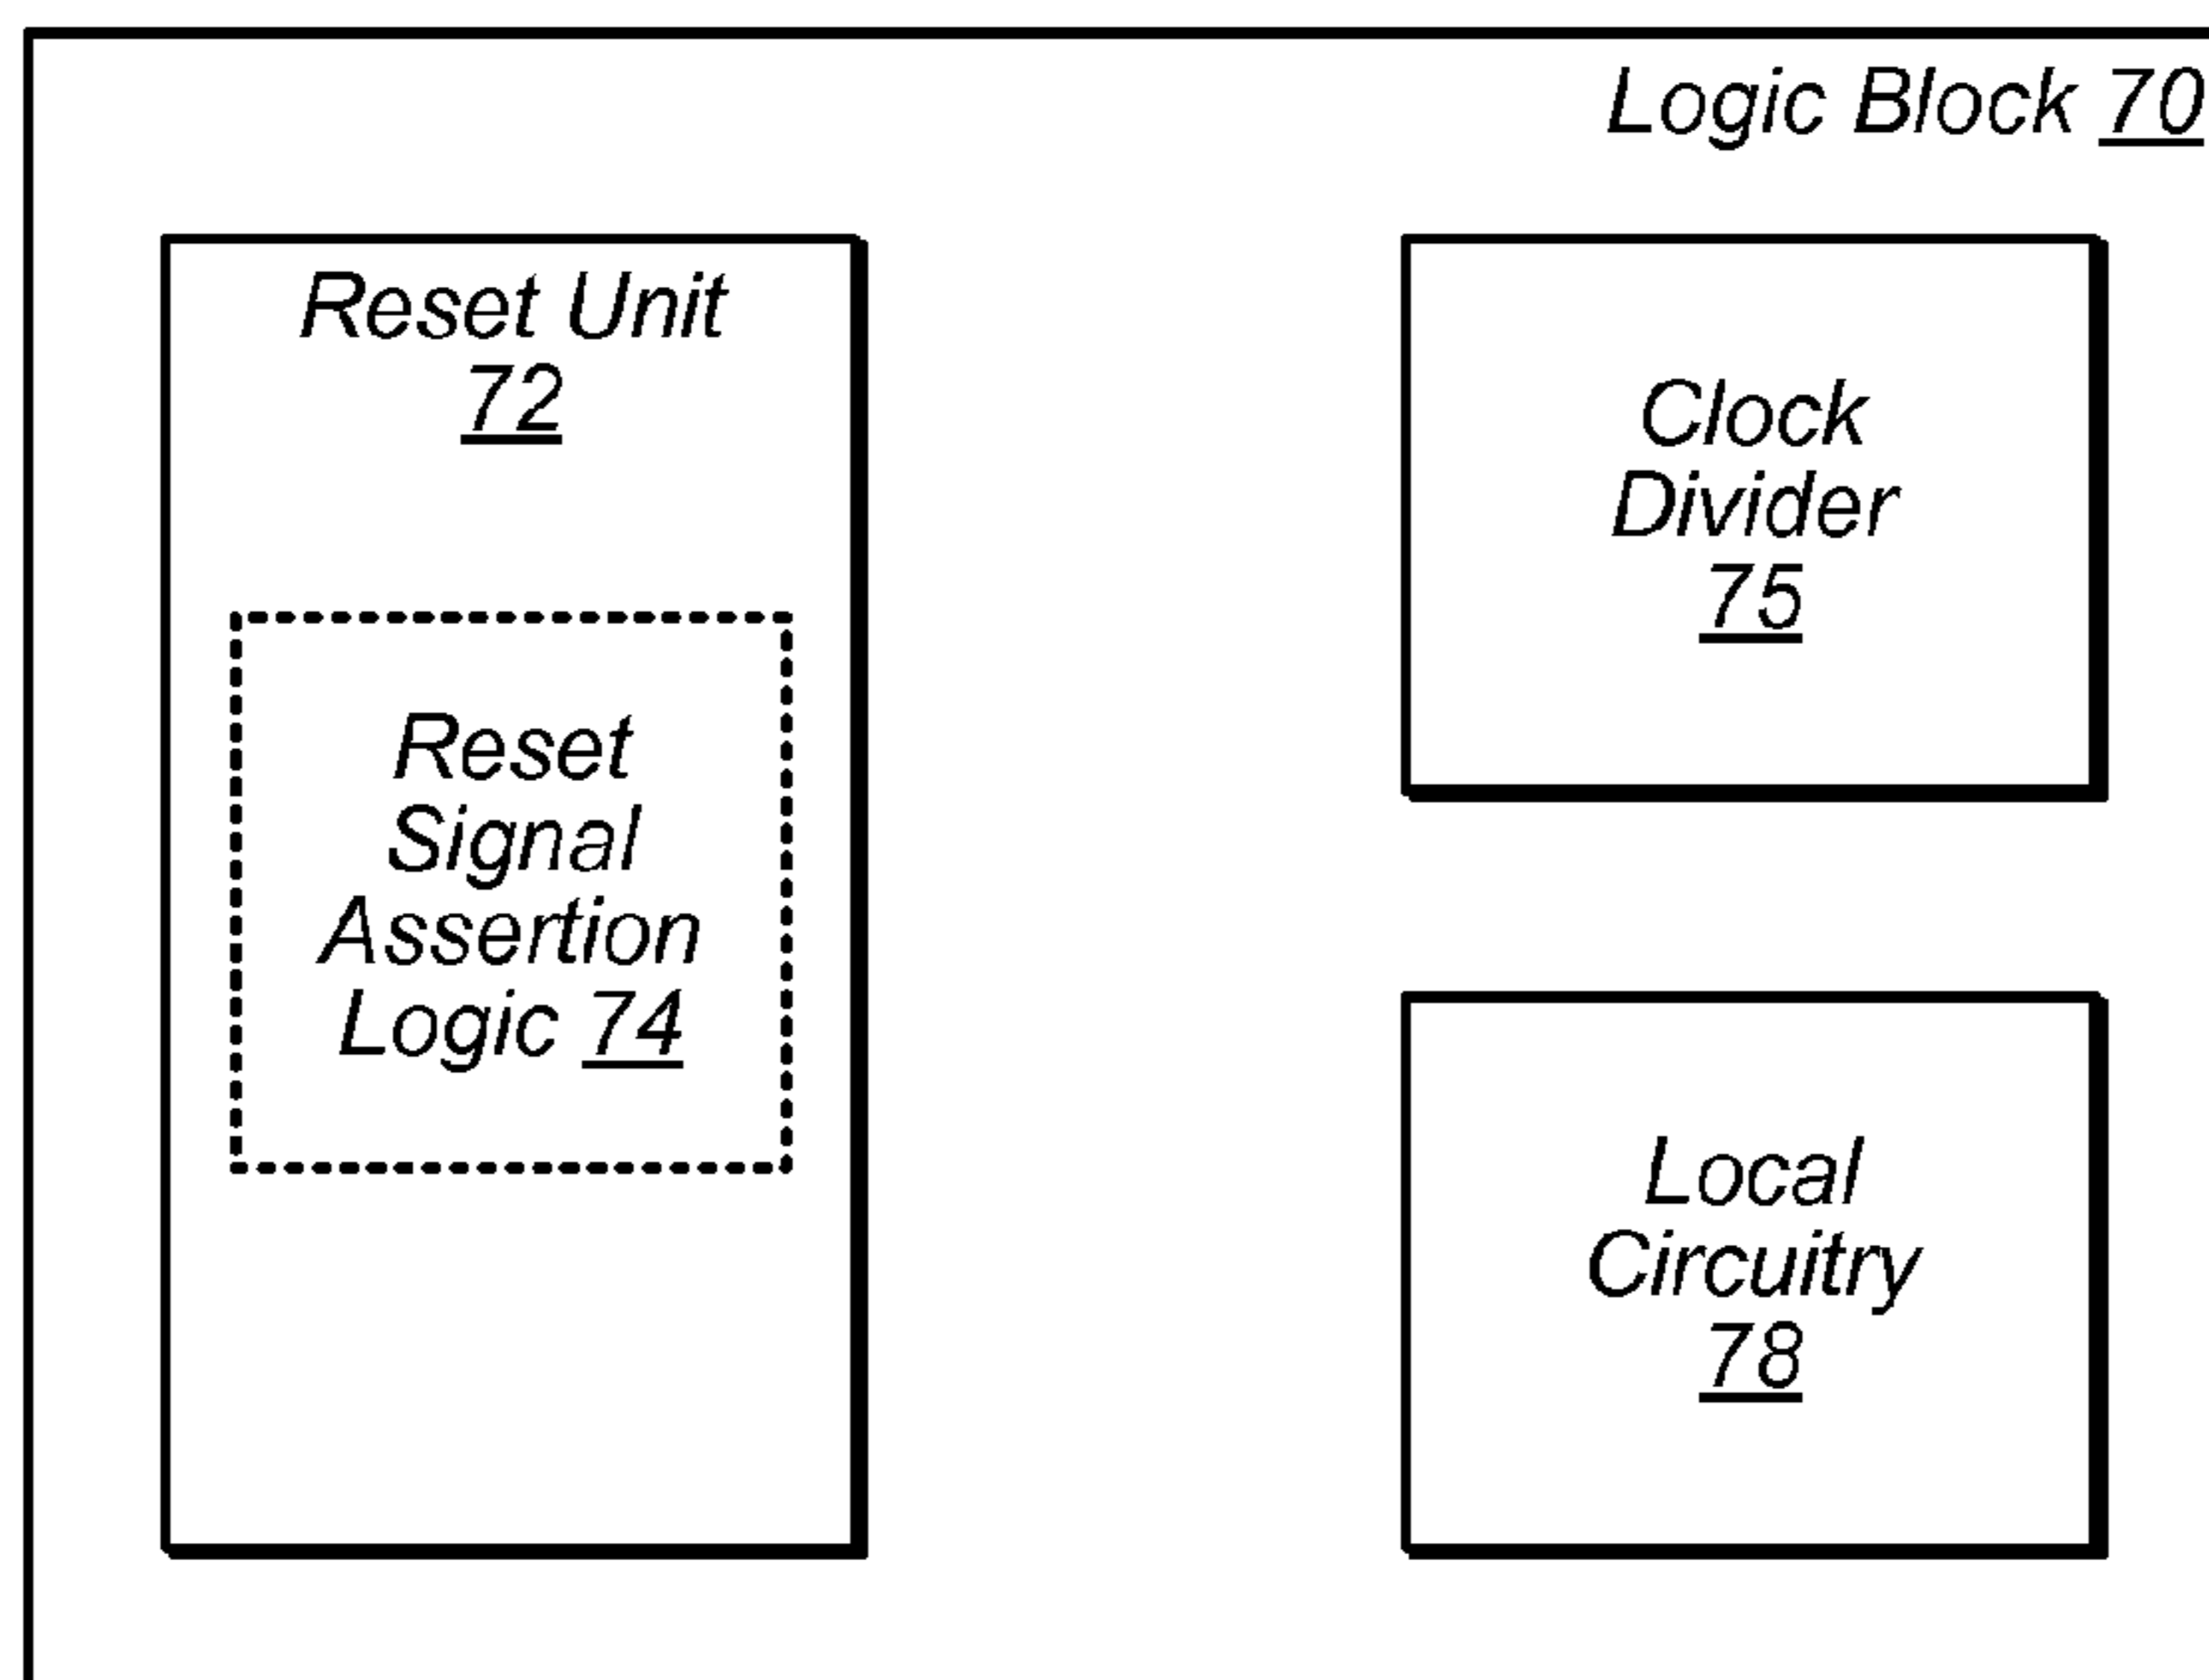 Logic Block 70
Reset Unit
72
Reset
Signal
Assertion
Logic 74
Clock
Divider
75
Local
Circuitry
78